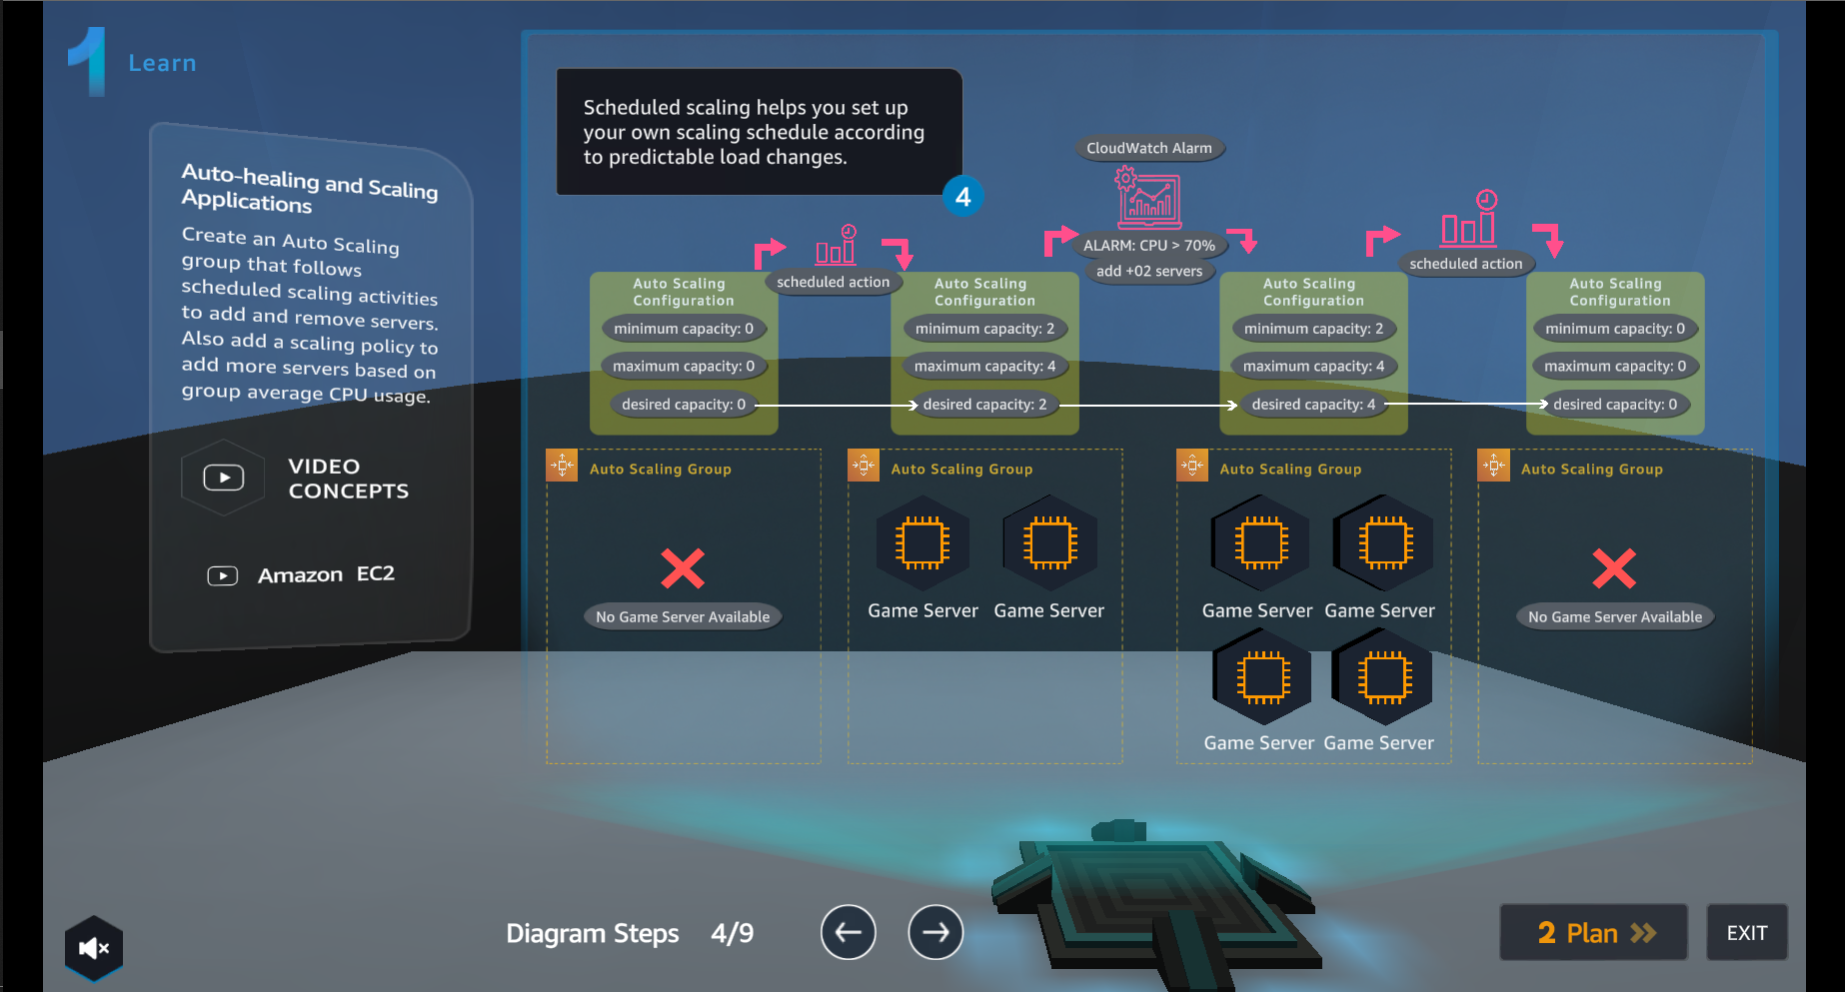 1
Learn
Auto-healing and Scaling
Applications
Create an Auto Scaling
group that follows
scheduled scaling activities
to add and remove servers.
Also add a scaling policy to
add more servers based on
group average CPU usage.
VIDEO
CONCEPTS
Amazon EC2
Scheduled scaling helps you set up
your own scaling schedule according
to predictable load changes.
4
scheduled action
CloudWatch Alarm
ALARM: CPU > 70%
add +02 servers
scheduled action
Auto Scaling
Configuration
minimum capacity: 0
maximum capacity: 0
desired capacity: 0
Auto Scaling
Configuration
minimum capacity: 2
maximum capacity: 4
desired capacity: 2
Auto Scaling
Configuration
minimum capacity: 2
maximum capacity: 4
desired capacity: 4
Auto Scaling
Configuration
minimum capacity: 0
maximum capacity: 0
desired capacity: 0
Auto Scaling Group
No Game Server Available
Auto Scaling Group
Game Server Game Server
Auto Scaling Group
Game Server Game Server
Game Server Game Server
Auto Scaling Group
No Game Server Available
Diagram Steps 4/9
2 Plan
EXIT